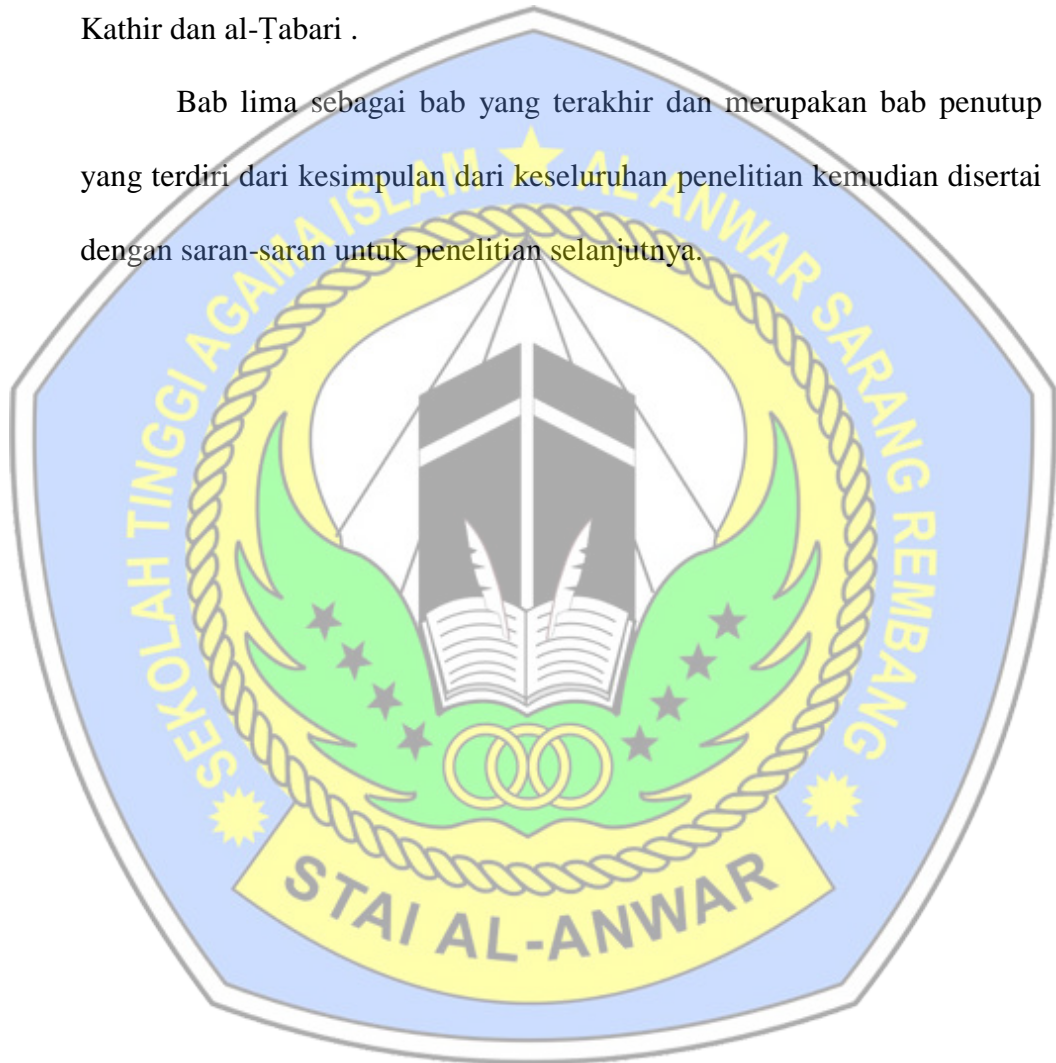 Kathir dan al-Ṭabari .
Bab lima sebagai bab yang terakhir dan merupakan bab penutup
yang terdiri dari kesimpulan dari keseluruhan penelitian kemudian disertai
dengan saran-saran untuk penelitian selanjutnya.
SEKOLAH TINGGI AGAMA ISLAM ★ AL ANWAR SARANG REMBANG
STAI AL-ANWAR